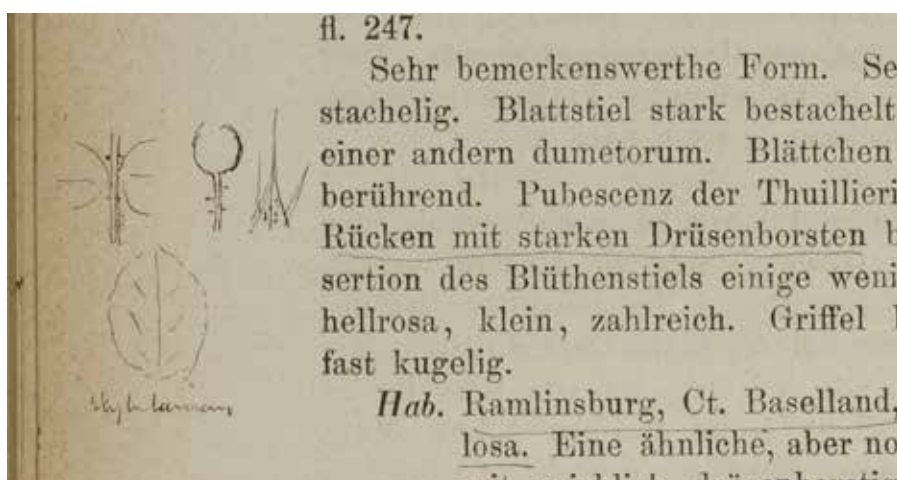 fl. 247.
Sehr bemerkenswerthe Form. Se
stachelig. Blattstiel stark bestachelt
einer andern dumetorum. Blättchen
berührend. Pubescenz der Thuillieri
Rücken mit starken Drüsenborsten b
sertion des Blüthenstiels einige weni
hellrosa, klein, zahlreich. Griffel
fast kugelig.
Hab. Ramlinsburg, Ct. Baselland,
losa. Eine ähnliche, aber no